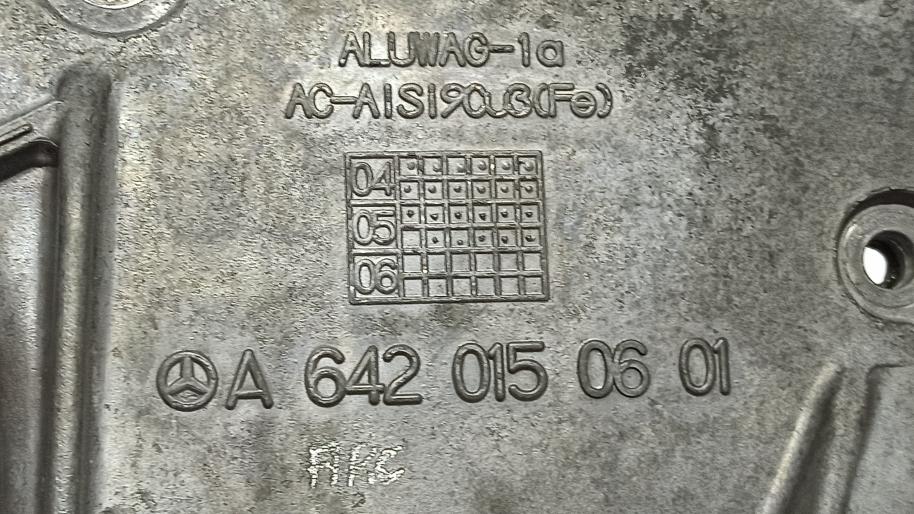 ALUWAG-1a
AC-AlSi9Cu3(Fe)
04
05
06
A 642 015 06 01